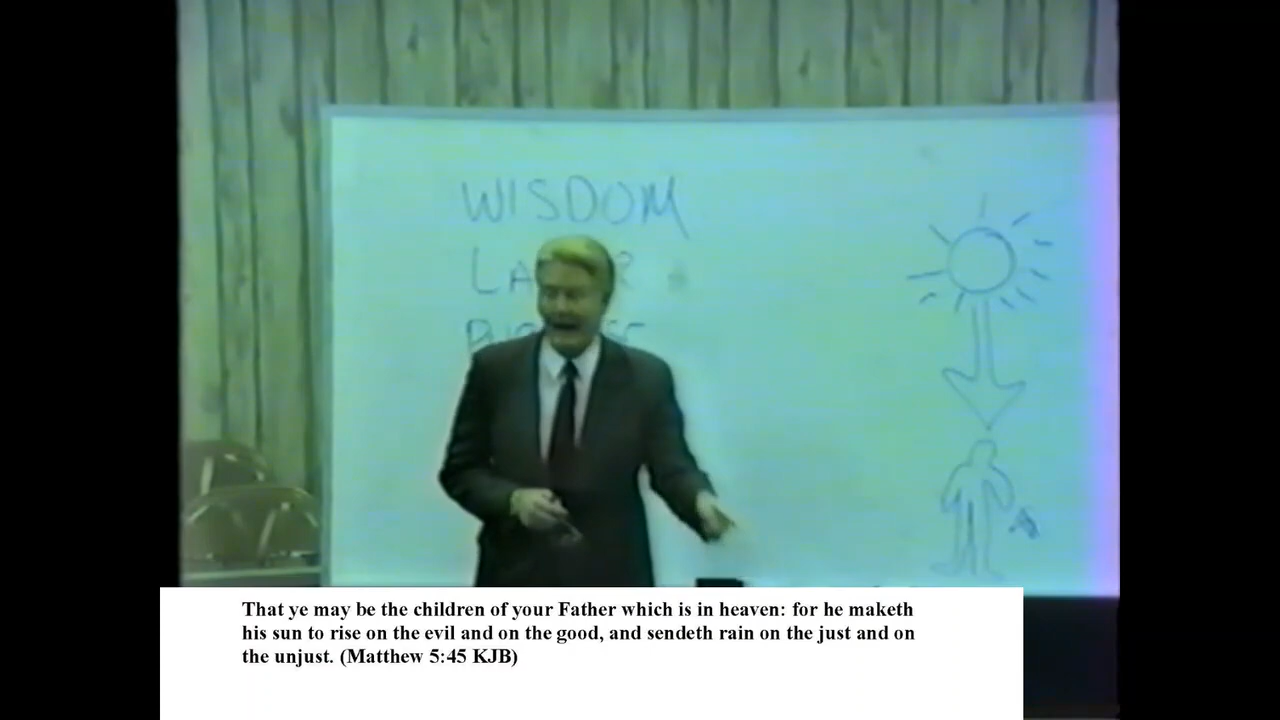 WISDOM
That ye may be the children of your Father which is in heaven: for he maketh
his sun to rise on the evil and on the good, and sendeth rain on the just and on
the unjust. (Matthew 5:45 KJB)